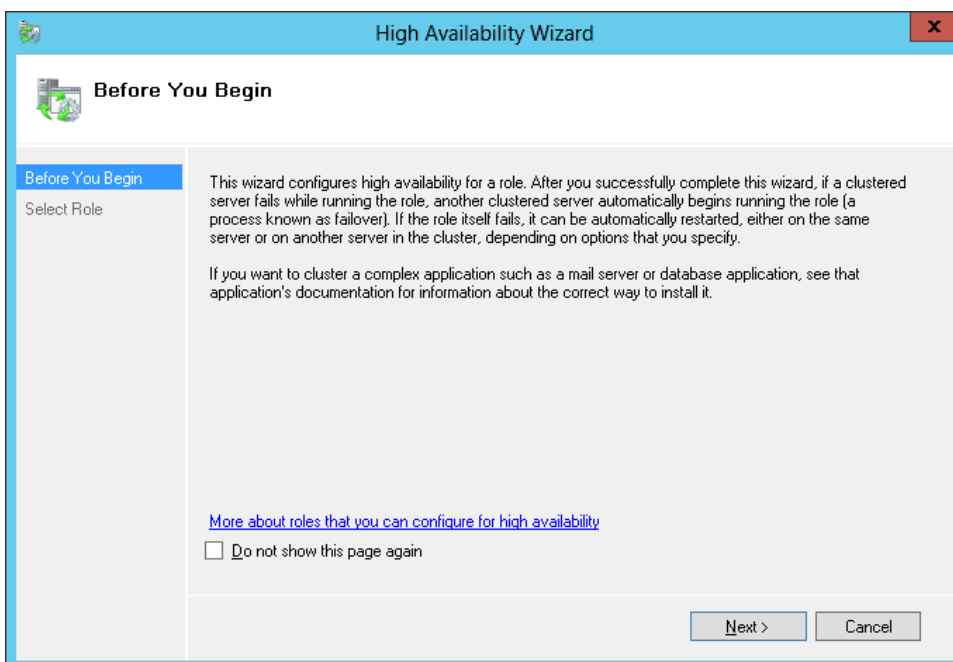 High Availability Wizard
x
Before You Begin
Before You Begin
Select Role
This wizard configures high availability for a role. After you successfully complete this wizard, if a clustered
server fails while running the role, another clustered server automatically begins running the role (a
process known as failover). If the role itself fails, it can be automatically restarted, either on the same
server or on another server in the cluster, depending on options that you specify.
If you want to cluster a complex application such as a mail server or database application, see that
application's documentation for information about the correct way to install it.
More about roles that you can configure for high availability
Do not show this page again
Next >
Cancel